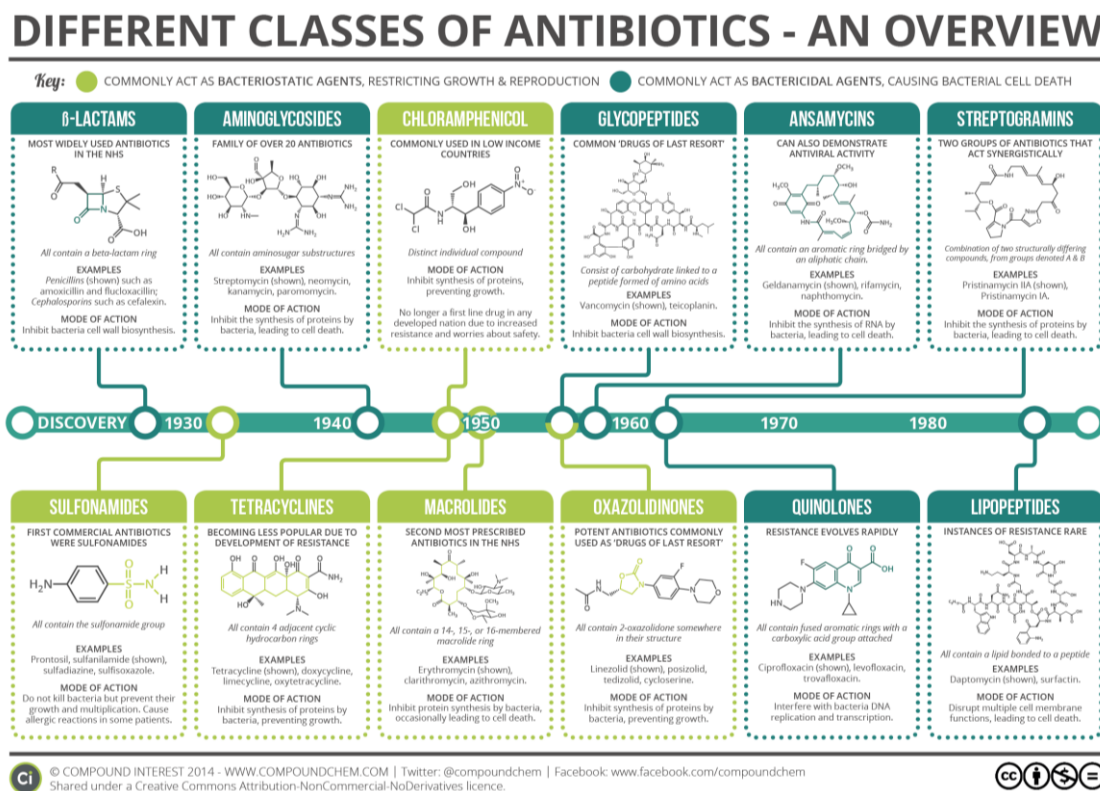 DIFFERENT CLASSES OF ANTIBIOTICS - AN OVERVIEW
Key: COMMONLY ACT AS BACTERIOSTATIC AGENTS, RESTRICTING GROWTH & REPRODUCTION COMMONLY ACT AS BACTERICIDAL AGENTS, CAUSING BACTERIAL CELL DEATH
ß-LACTAMS
MOST WIDELY USED ANTIBIOTICS
IN THE NHS
All contain a beta-lactam ring
EXAMPLES
Penicillins (shown) such as
amoxicillin and flucloxacillin;
Cephalosporins such as cefalexin.
MODE OF ACTION
Inhibit bacteria cell wall biosynthesis.
AMINOGLYCOSIDES
FAMILY OF OVER 20 ANTIBIOTICS
All contain aminosugar substructures
EXAMPLES
Streptomycin (shown), neomycin,
kanamycin, paromomycin.
MODE OF ACTION
Inhibit the synthesis of proteins by
bacteria, leading to cell death.
CHLORAMPHENICOL
COMMONLY USED IN LOW INCOME
COUNTRIES
Distinct individual compound
MODE OF ACTION
Inhibit synthesis of proteins,
preventing growth.
No longer a first line drug in any
developed nation due to increased
resistance and worries about safety.
GLYCOPEPTIDES
COMMON 'DRUGS OF LAST RESORT'
Consist of carbohydrate linked to a
peptide formed of amino acids
EXAMPLES
Vancomycin (shown), teicoplanin.
MODE OF ACTION
Inhibit bacteria cell wall biosynthesis.
ANSAMYCINS
CAN ALSO DEMONSTRATE
ANTIVIRAL ACTIVITY
All contain an aromatic ring bridged by
an aliphatic chain.
EXAMPLES
Geldanamycin (shown), rifamycin,
naphthomycin.
MODE OF ACTION
Inhibit the synthesis of RNA by
bacteria, leading to cell death.
STREPTOGRAMINS
TWO GROUPS OF ANTIBIOTICS THAT
ACT SYNERGISTICALLY
Combination of two structurally differing
compounds, from groups denoted A & B
EXAMPLES
Pristinamycin IIA (shown),
Pristinamycin IA.
MODE OF ACTION
Inhibit the synthesis of proteins by
bacteria, leading to cell death.
DISCOVERY 1930 1940 1950 1960 1970 1980
SULFONAMIDES
FIRST COMMERCIAL ANTIBIOTICS
WERE SULFONAMIDES
All contain the sulfonamide group
EXAMPLES
Prontosil, sulfanilamide (shown),
sulfadiazine, sulfisoxazole.
MODE OF ACTION
Do not kill bacteria but prevent their
growth and multiplication. Cause
allergic reactions in some patients.
TETRACYCLINES
BECOMING LESS POPULAR DUE TO
DEVELOPMENT OF RESISTANCE
All contain 4 adjacent cyclic
hydrocarbon rings
EXAMPLES
Tetracycline (shown), doxycycline,
limecycline, oxytetracycline.
MODE OF ACTION
Inhibit synthesis of proteins by
bacteria, preventing growth.
MACROLIDES
SECOND MOST PRESCRIBED
ANTIBIOTICS IN THE NHS
All contain a 14-, 15-, or 16-membered
macrolide ring
EXAMPLES
Erythromycin (shown),
clarithromycin, azithromycin.
MODE OF ACTION
Inhibit protein synthesis by bacteria,
occasionally leading to cell death.
OXAZOLIDINONES
POTENT ANTIBIOTICS COMMONLY
USED AS 'DRUGS OF LAST RESORT'
All contain 2-oxazolidone somewhere
in their structure
EXAMPLES
Linezolid (shown), posizolid,
tedizolid, cycloserine.
MODE OF ACTION
Inhibit synthesis of proteins by
bacteria, preventing growth.
QUINOLONES
RESISTANCE EVOLVES RAPIDLY
All contain fused aromatic rings with a
carboxylic acid group attached
EXAMPLES
Ciprofloxacin (shown), levofloxacin,
trovafloxacin.
MODE OF ACTION
Interfere with bacteria DNA
replication and transcription.
LIPOPEPTIDES
INSTANCES OF RESISTANCE RARE
All contain a lipid bonded to a peptide
EXAMPLES
Daptomycin (shown), surfactin.
MODE OF ACTION
Disrupt multiple cell membrane
functions, leading to cell death.
Ci © COMPOUND INTEREST 2014 - WWW.COMPOUNDCHEM.COM | Twitter: @compoundchem | Facebook: www.facebook.com/compoundchem
Shared under a Creative Commons Attribution-NonCommercial-NoDerivatives licence.